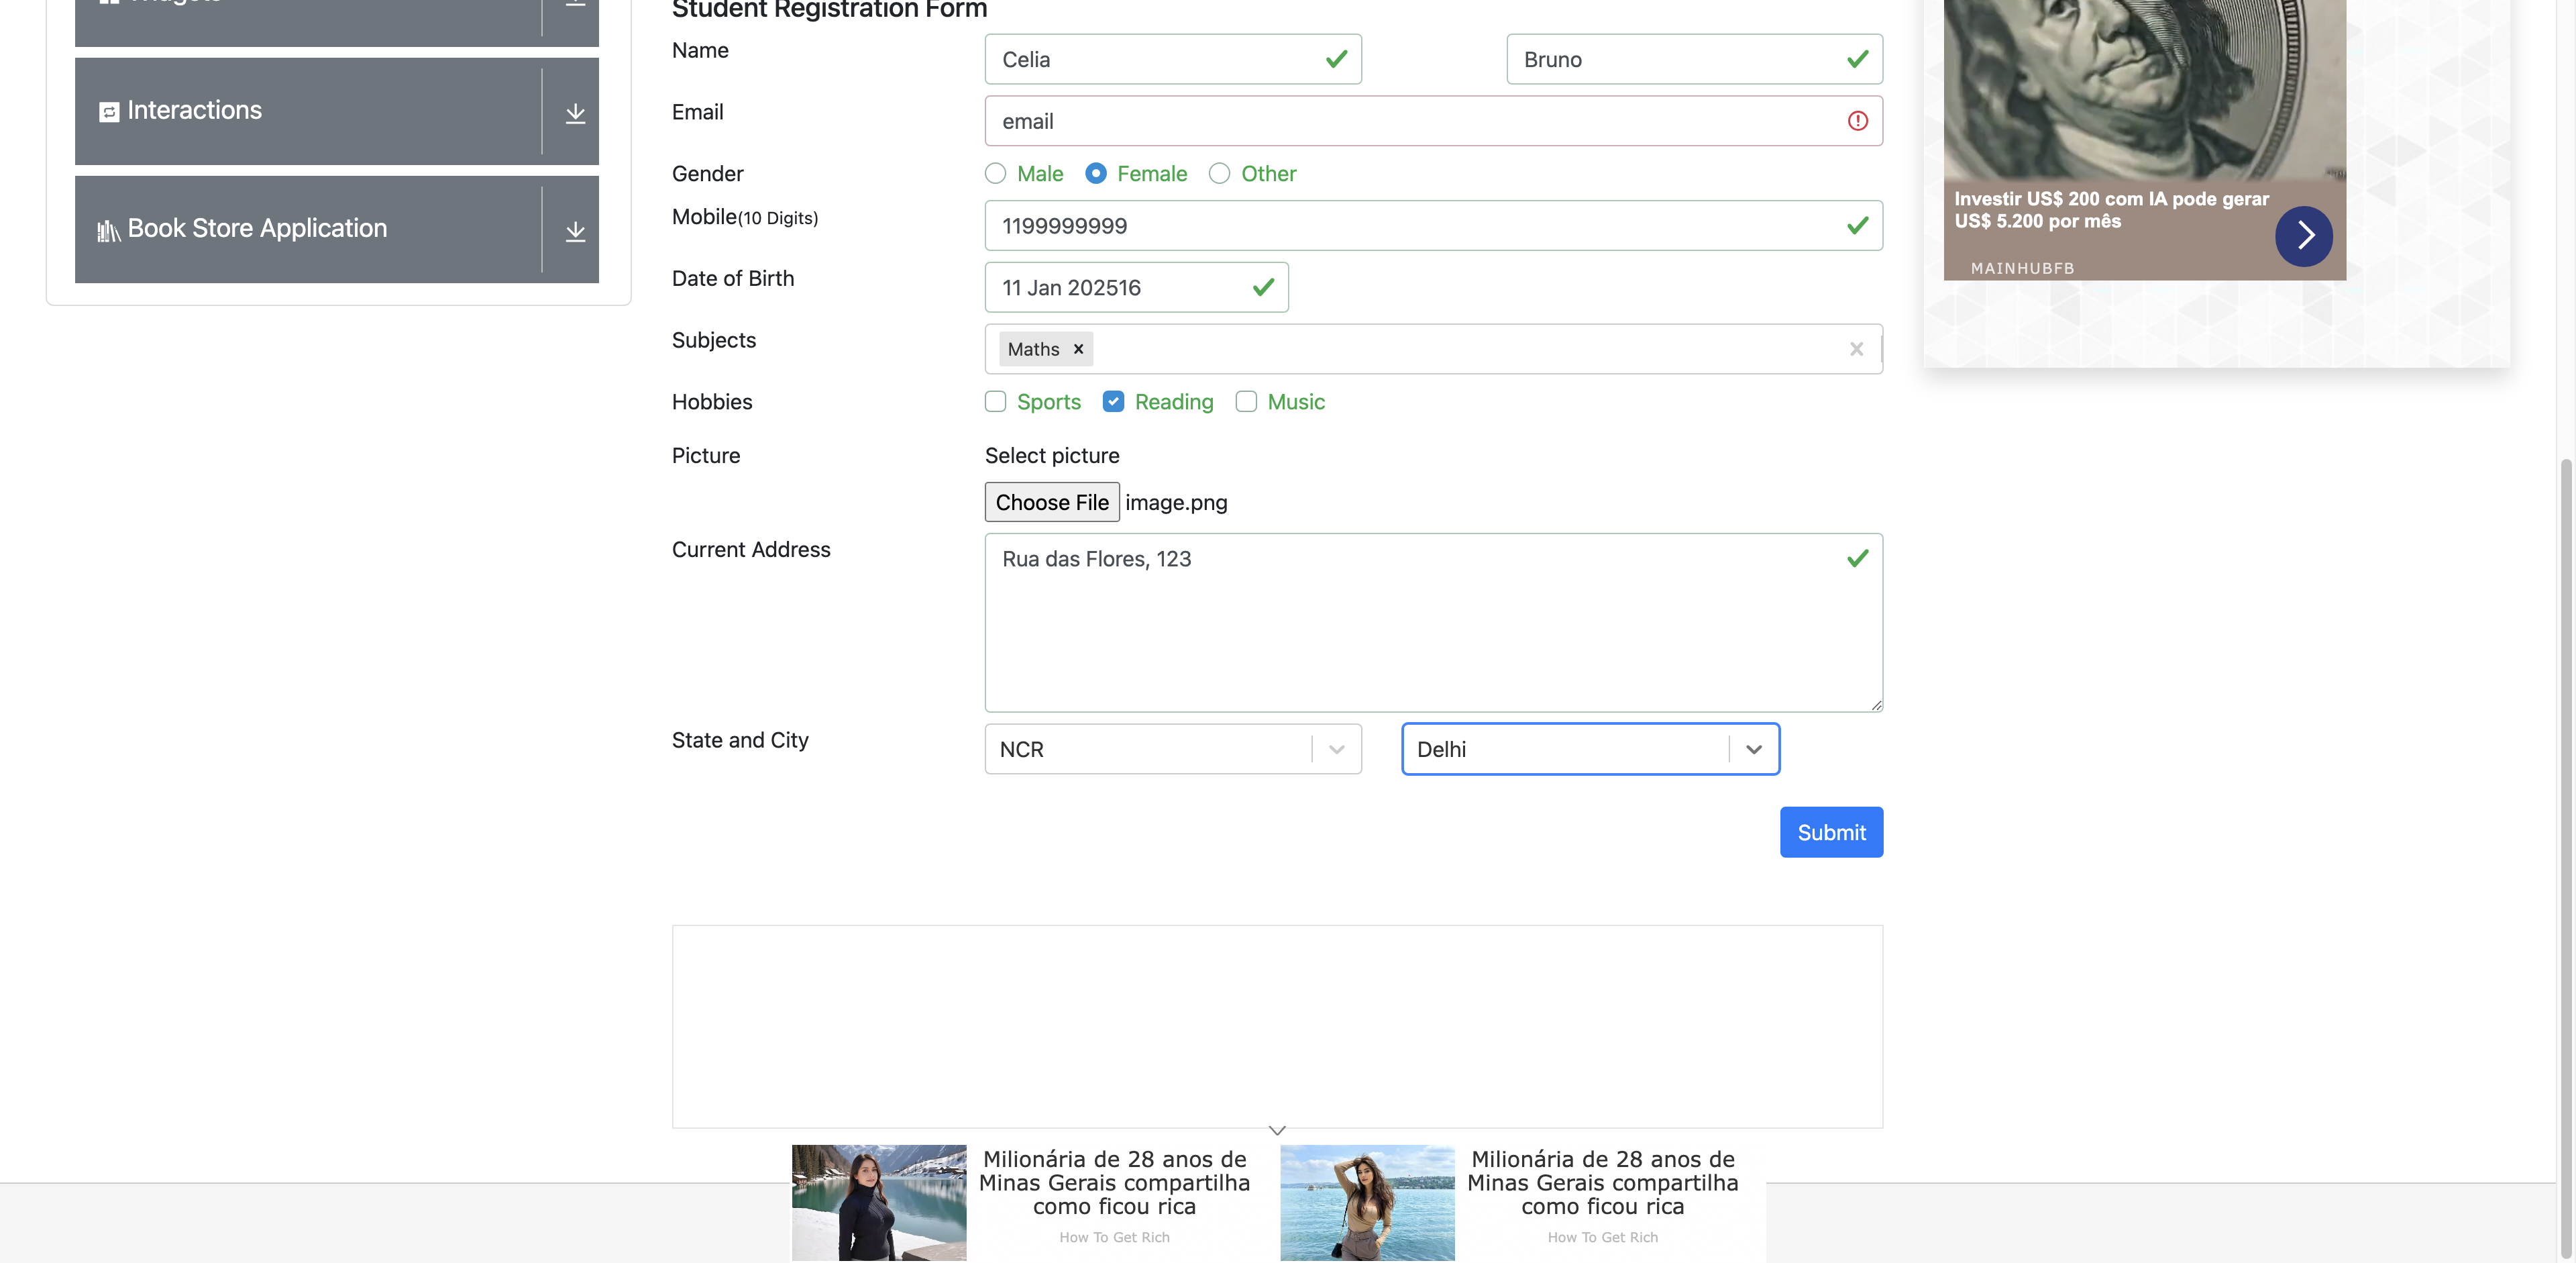 Widgets
Interactions
Book Store Application
Student Registration Form
Name
Celia
Bruno
Email
email
Gender
Male
Female
Other
Mobile(10 Digits)
1199999999
Date of Birth
11 Jan 202516
Subjects
Maths
Hobbies
Sports
Reading
Music
Picture
Select picture
Choose File image.png
Current Address
Rua das Flores, 123
State and City
NCR
Delhi
Submit
Investir US$ 200 com IA pode gerar
US$ 5.200 por mês
MAINHUBFB
Milionária de 28 anos de
Minas Gerais compartilha
como ficou rica
How To Get Rich
Milionária de 28 anos de
Minas Gerais compartilha
como ficou rica
How To Get Rich